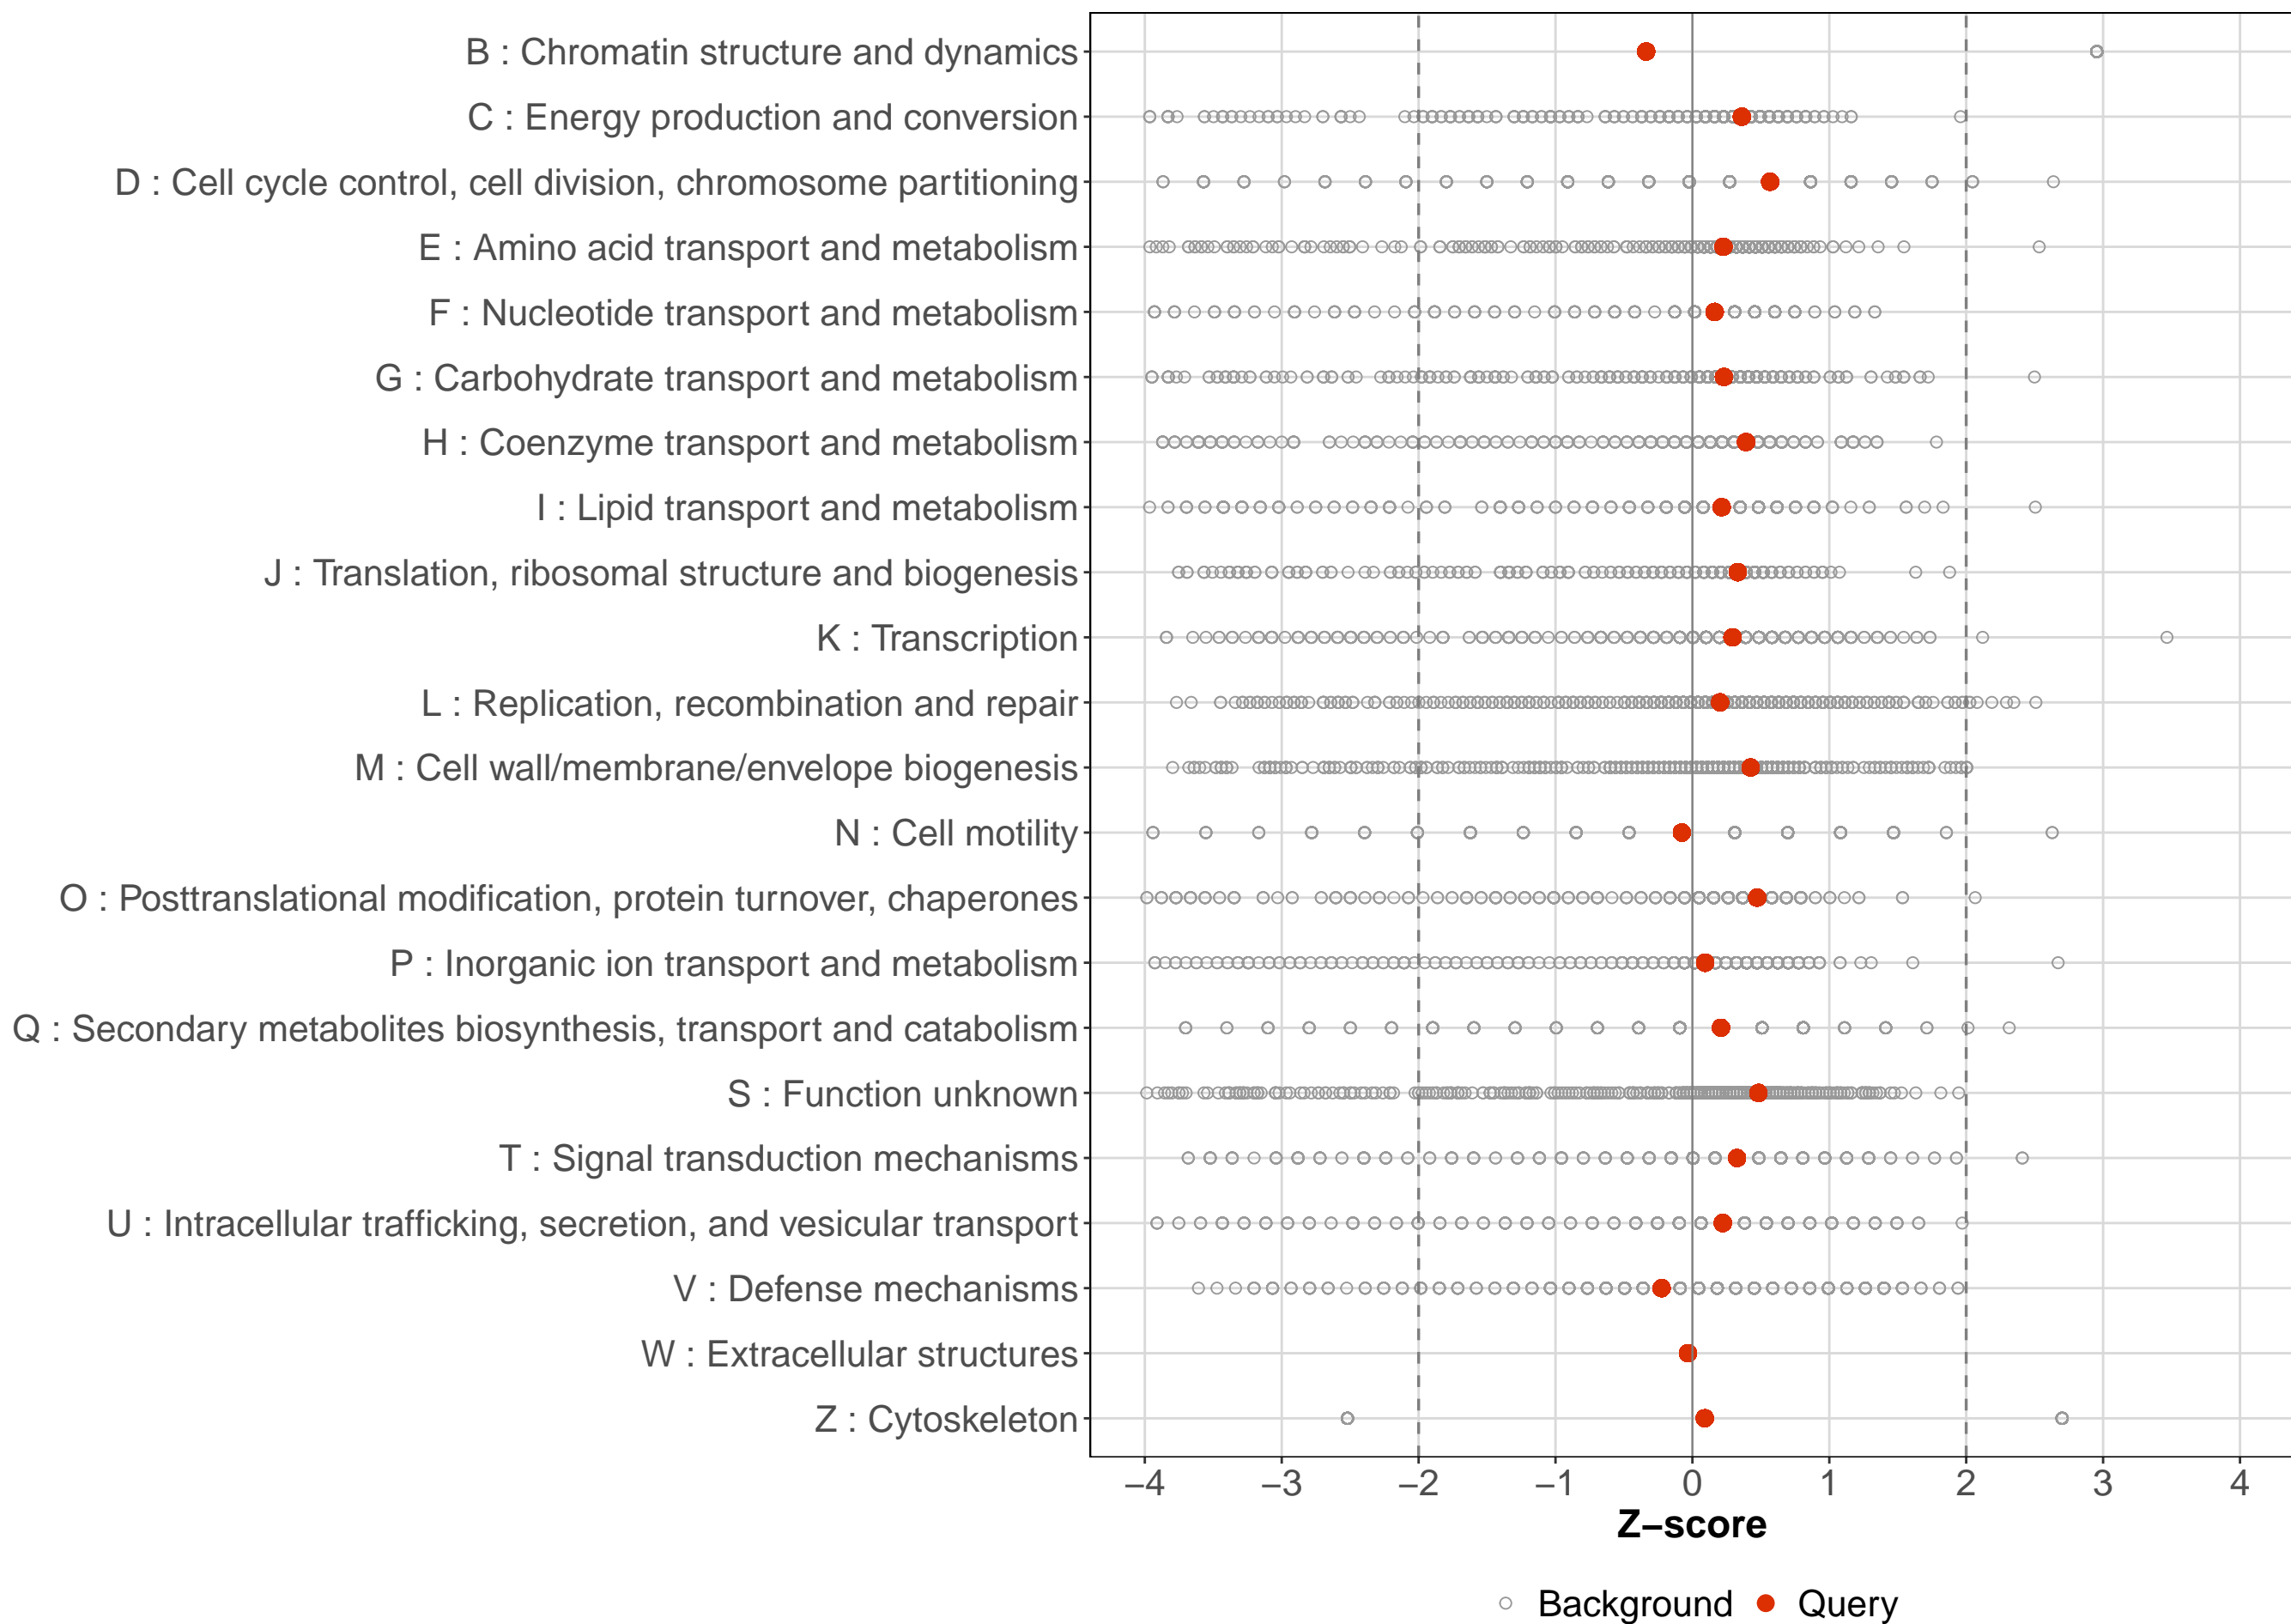 B : Chromatin structure and dynamics
C : Energy production and conversion
D : Cell cycle control, cell division, chromosome partitioning
E : Amino acid transport and metabolism
F : Nucleotide transport and metabolism
G : Carbohydrate transport and metabolism
H : Coenzyme transport and metabolism
I : Lipid transport and metabolism
J : Translation, ribosomal structure and biogenesis
K : Transcription
L : Replication, recombination and repair
M : Cell wall/membrane/envelope biogenesis
N : Cell motility
O : Posttranslational modification, protein turnover, chaperones
P : Inorganic ion transport and metabolism
Q : Secondary metabolites biosynthesis, transport and catabolism
S : Function unknown
T : Signal transduction mechanisms
U : Intracellular trafficking, secretion, and vesicular transport
V : Defense mechanisms
W : Extracellular structures
Z : Cytoskeleton
−4 −3 −2 −1 0 1 2 3 4
Z−score
Background Query